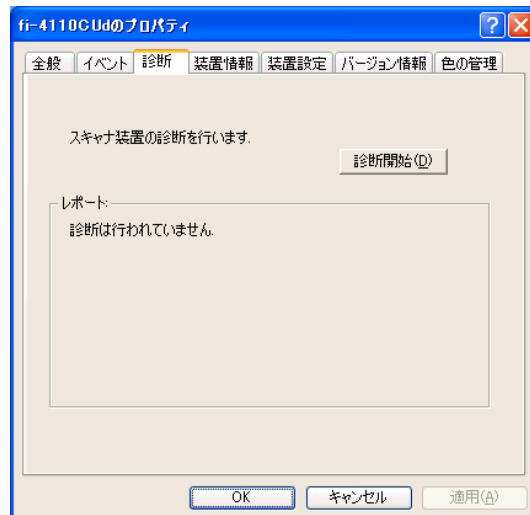 fi-4110CUdのプロパティ
全般 イベント 診断 装置情報 装置設定 バージョン情報 色の管理
スキャナ装置の診断を行います.
診断開始(D)
レポート:
診断は行われていません.
OK キャンセル 適用(A)